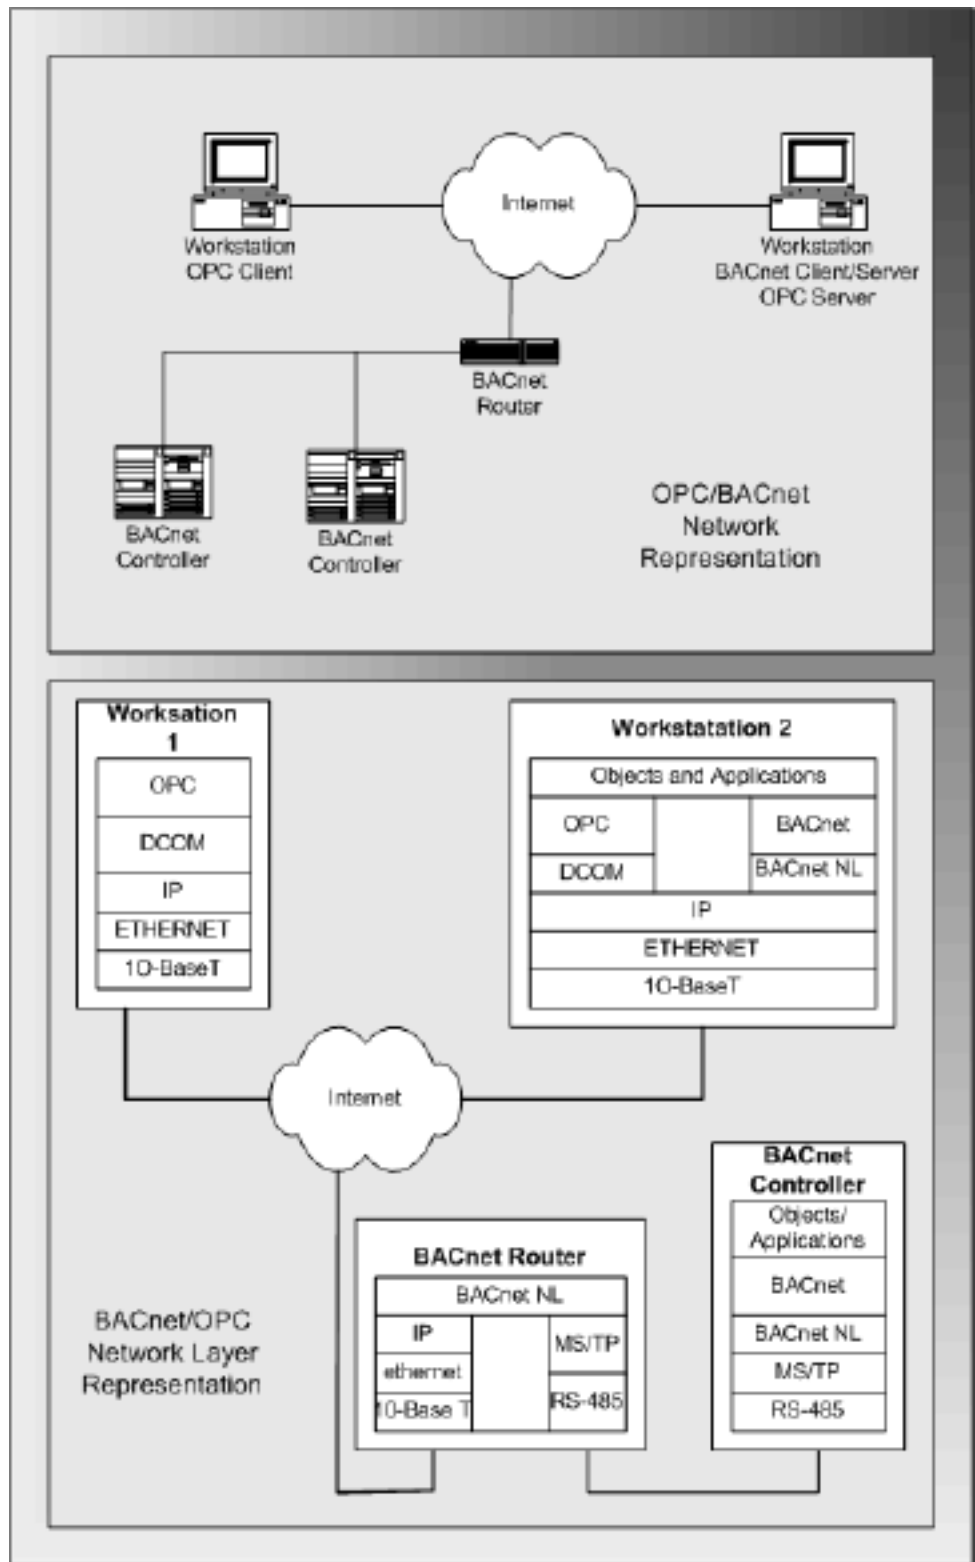 Internet
Workstation
OPC Client
Workstation
BACnet Client/Server
OPC Server
BACnet
Router
BACnet
Controller
BACnet
Controller
OPC/BACnet
Network
Representation
Worksation
1
OPC
DCOM
IP
ETHERNET
10-BaseT
Workstatation 2
Objects and Applications
OPC
BACnet
DCOM
BACnet NL
IP
ETHERNET
10-BaseT
Internet
BACnet
Controller
Objects/
Applications
BACnet
BACnet NL
MS/TP
RS-485
BACnet Router
BACnet NL
IP
MS/TP
ethernet
10-Base T
RS-485
BACnet/OPC
Network Layer
Representation